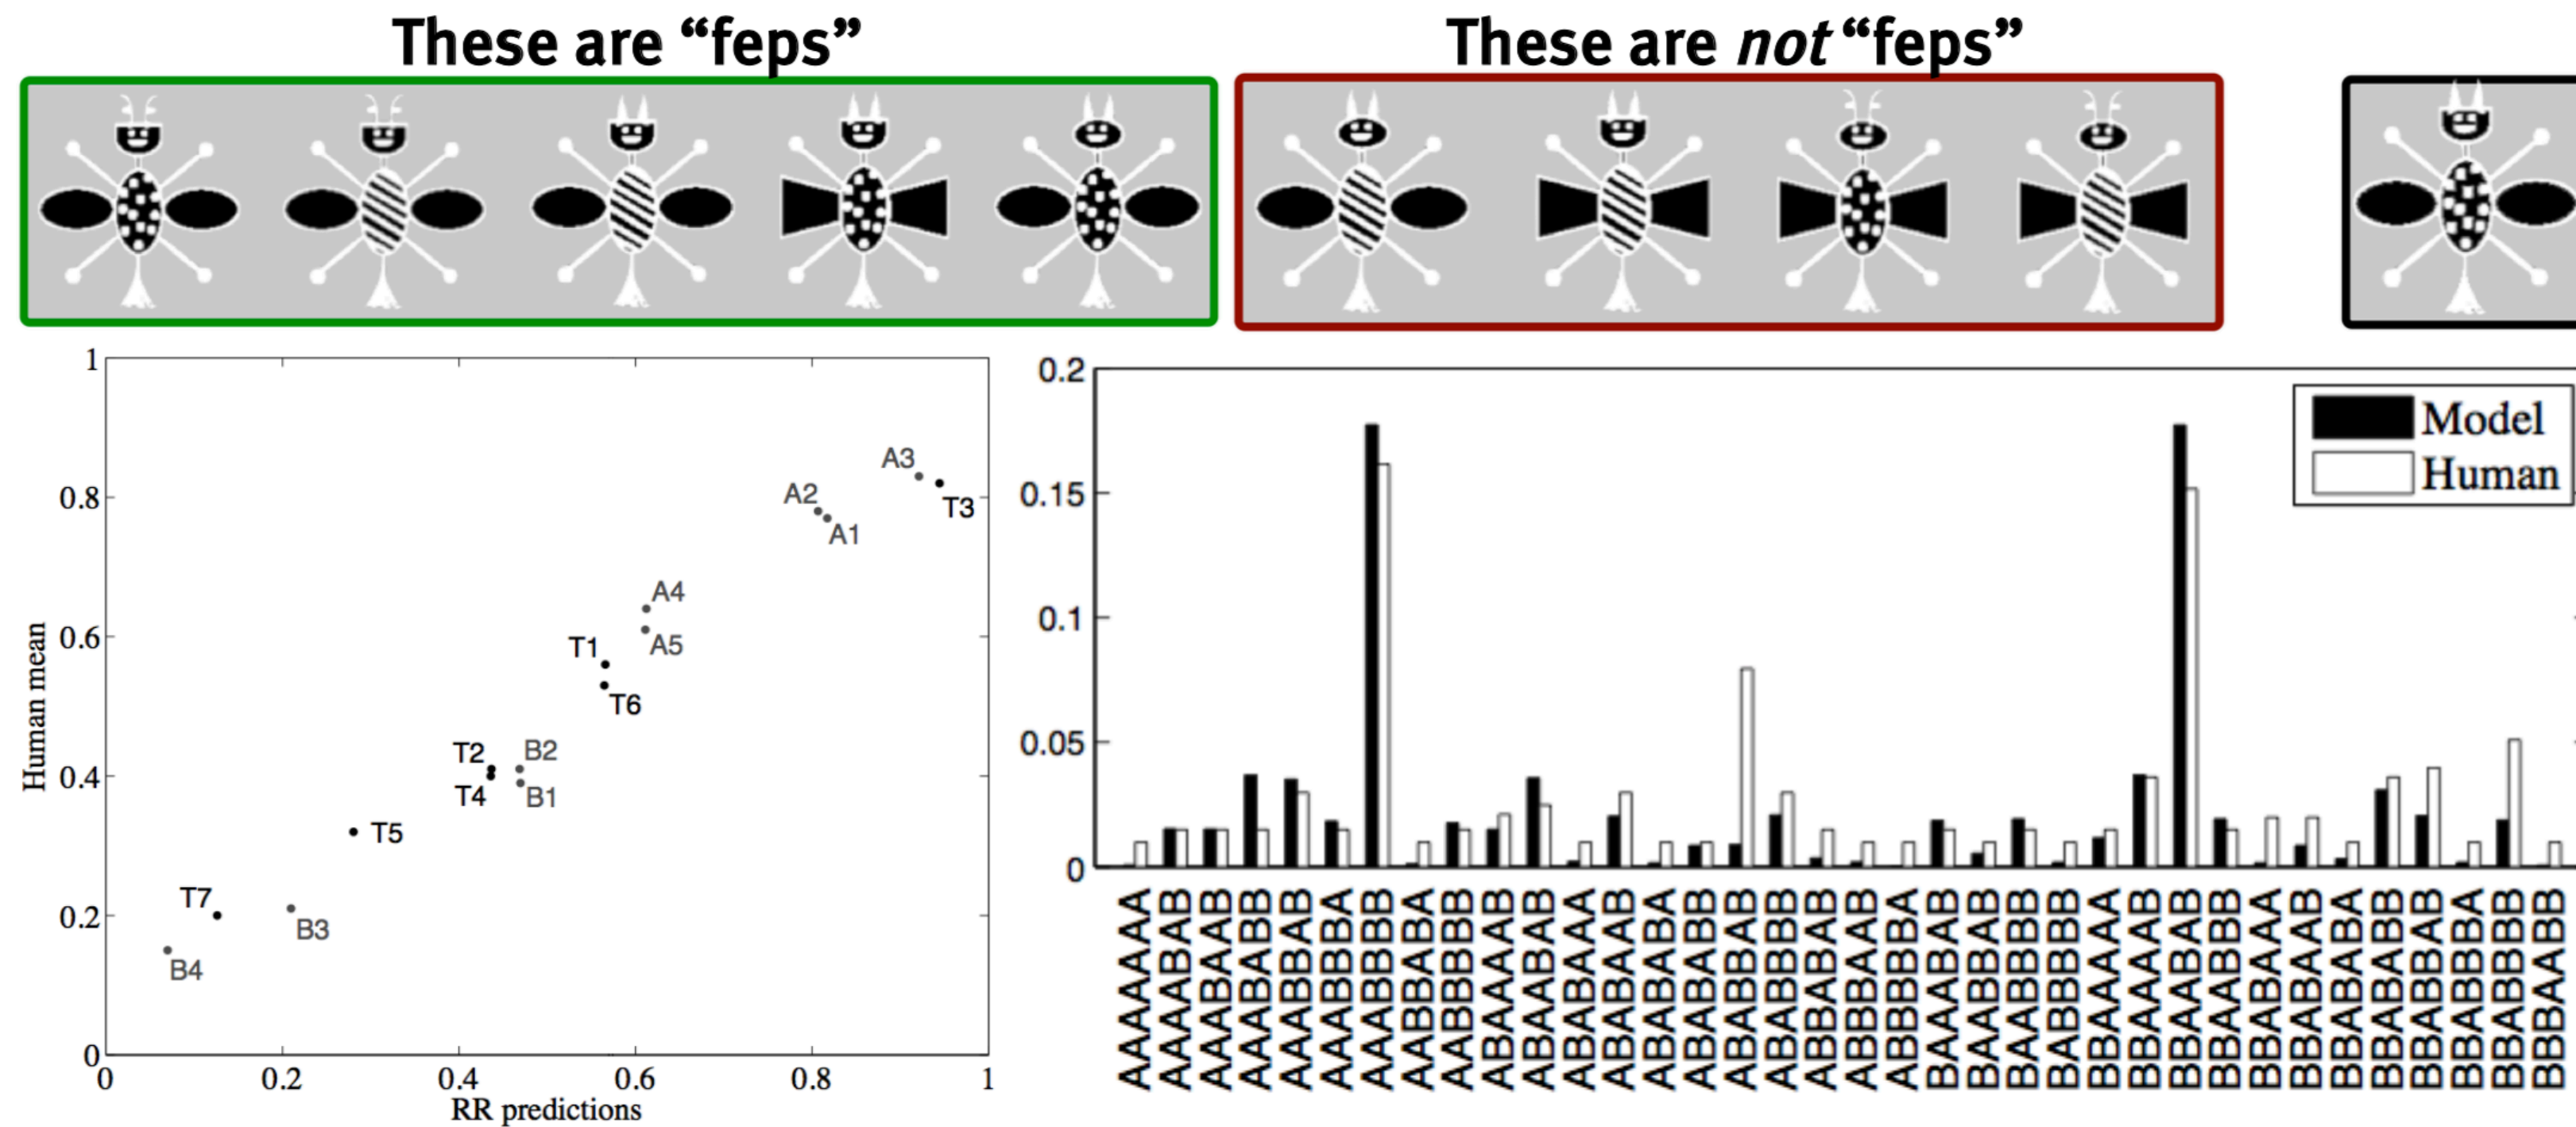 These are “feps”
These are not “feps”
1
0.8
0.6
0.4
0.2
0
Human mean
A3
T3
A2
A1
A4
A5
T1
T6
T2
B2
T4
B1
T5
T7
B3
B4
0 0.2 0.4 0.6 0.8 1
RR predictions
0.2
0.15
0.1
0.05
0
Model
Human
AAAAAAA
AAAABAB
AAABAAB
AAABABB
AAABBAB
AAABBBA
AAABBBB
AABBABA
AABBBBB
ABAAAAB
ABAABAB
ABABAAA
ABABAAB
ABABABA
ABABABB
ABABBAB
ABABBBB
ABBABAB
ABBBAAB
ABBBBBA
BAAABAB
BAABBAB
BAABBBB
BABBBBB
BBAAAAA
BBAAAAB
BBAABAB
BBAABBB
BBABAAA
BBABAAB
BBABABA
BBABABB
BBABBAB
BBABBBA
BBABBBB
BBBAABB